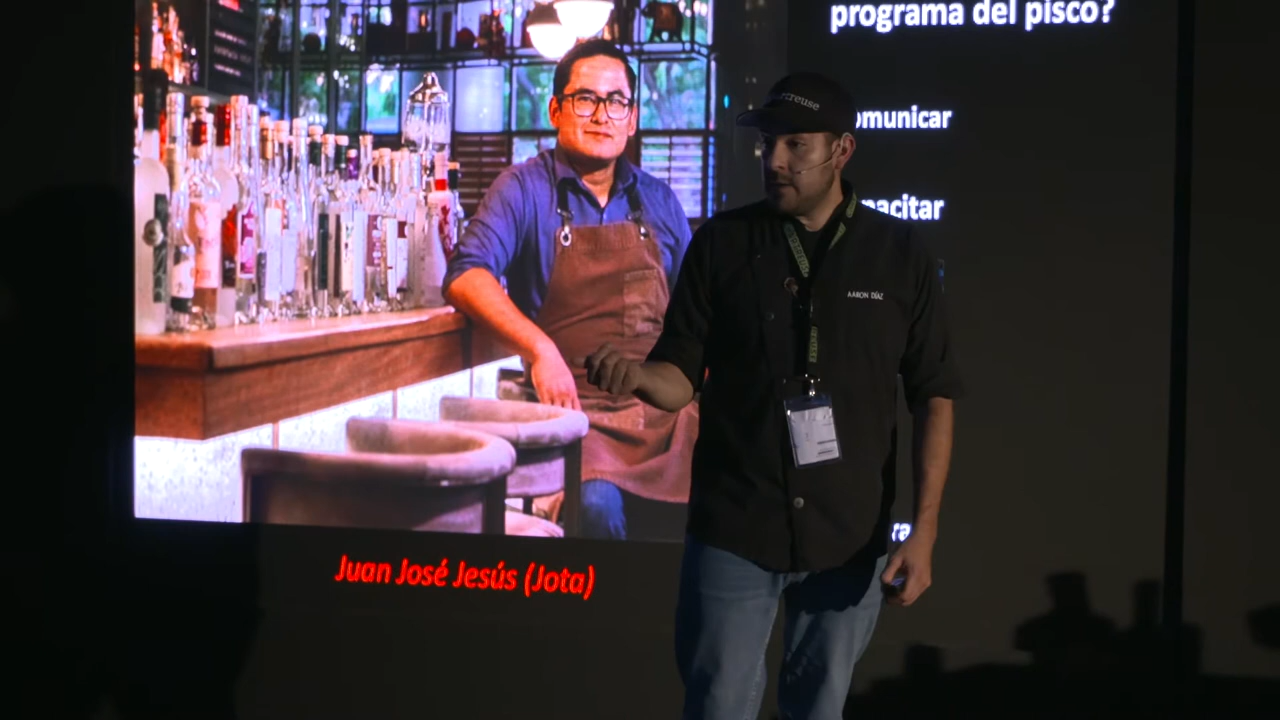 programa del pisco?
omunicar
pacitar
AARON DÍAZ
Juan José Jesús (Jota)